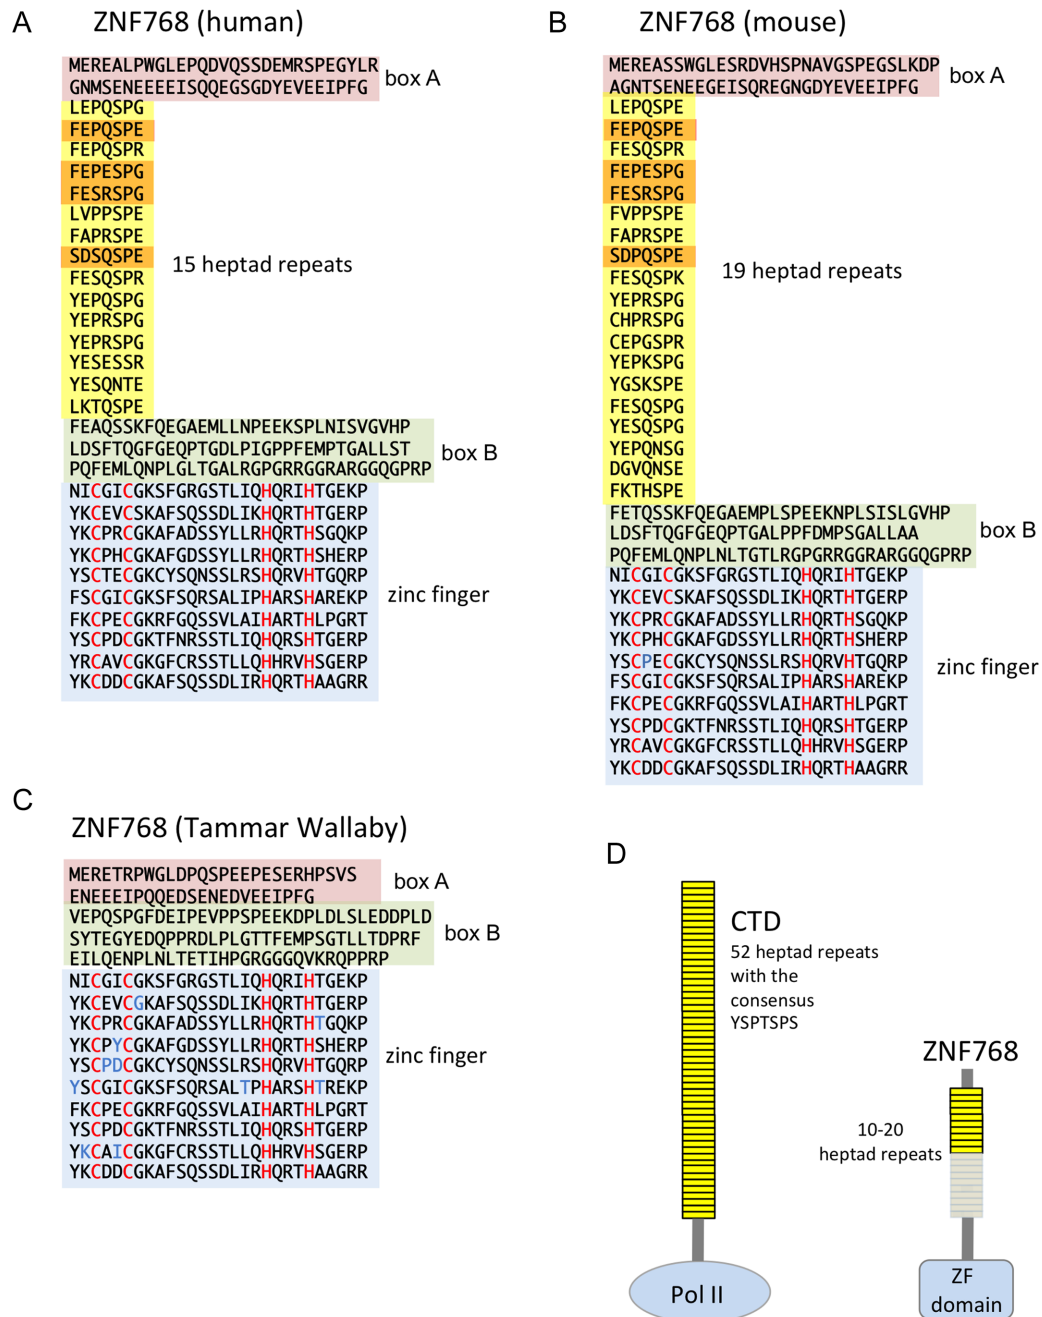 A
ZNF768 (human)
MEREALPWGLEPQDVQSSDEMRSPEGYLR
GNMSENEEEEISQQEGSGDYEVEEIPFG
box A
LEPQSPG
FEPQSPE
FEPQSPR
FEPESPG
FESRSPG
LVPPSPE
FAPRSPE
SDSQSPE
FESQSPR
YEPQSPG
YEPRSPG
YEPRSPG
YESESSR
YESQNTE
LKTQSPE
15 heptad repeats
FEAQSSKFQEGAEMLLNPEEKSPLNISVGVHP
LDSFTQGFGEQPTGDLPIGPPFEMPTGALLST
PQFEMLQNPLGLTGALRGPGRRGGRARGGQGPRP
box B
NICGICGKSFGRGSTLIQHQRIHTGEKP
YKCEVCSKAFSQSSDLIKHQRTHTGERP
YKCPRCGKAFADSSYLLRHQRTHSGQKP
YKCPHCGKAFGDSSYLLRHQRTHSHERP
YSCTECGKCYSQNSSLRSHQRVHTGQRP
FSCGICGKSFSQRSALIPHARSHAREKP
FKCPECGKRFGQSSVLAIHARTHLPGRT
YSCPDCGKTFNRSSTLIQHQRSHTGERP
YRCAVCGKGFCRSSTLLQHHRVHSGERP
YKCDDCGKAFSQSSDLIRHQRTHAAGRR
zinc finger
B
ZNF768 (mouse)
MEREASSWGLESRDVHSPNAVGSPEGSLKDP
AGNTSENEEGEISQREGNGDYEVEEIPFG
box A
LEPQSPE
FEPQSPE
FESQSPR
FEPESPG
FESRSPG
FVPPSPE
FAPRSPE
SDPQSPE
FESQSPK
YEPRSPG
CHPRSPG
CEPGSPR
YEPKSPG
YGSKSPE
FESQSPG
YESQSPG
YEPQNSG
DGVQNSE
FKTHSPE
19 heptad repeats
FETQSSKFQEGAEMPLSPEEKNPLSISLGVHP
LDSFTQGFGEQPTGALPPFDMPSGALLAA
PQFEMLQNPLNLTGTLRGPGRRGGRARGGQGPRP
box B
NICGICGKSFGRGSTLIQHQRIHTGEKP
YKCEVCSKAFSQSSDLIKHQRTHTGERP
YKCPRCGKAFADSSYLLRHQRTHSGQKP
YKCPHCGKAFGDSSYLLRHQRTHSHERP
YSCPECGKCYSQNSSLRSHQRVHTGQRP
FSCGICGKSFSQRSALIPHARSHAREKP
FKCPECGKRFGQSSVLAIHARTHLPGRT
YSCPDCGKTFNRSSTLIQHQRSHTGERP
YRCAVCGKGFCRSSTLLQHHRVHSGERP
YKCDDCGKAFSQSSDLIRHQRTHAAGRR
zinc finger
C
ZNF768 (Tammar Wallaby)
MERETRPWGLDPQSPEEPESERHPSVS
ENEEEIPQQEDSENEDVEEIPFG
box A
VEPQSPGFDEIPEVPPSPEEKDPLDLSLEDDPLD
SYTEGYEDQPPRDLPLGTTFEMPSGTLLTDPRF
EILQENPLNLTETIHPGRGGGQVKRQPPRP
box B
NICGICGKSFGRGSTLIQHQRIHTGEKP
YKCEVCGKAFSQSSDLIKHQRTHTGERP
YKCPRCGKAFADSSYLLRHQRTHTGQKP
YKCPYCGKAFGDSSYLLRHQRTHSHERP
YSCPDCGKCYSQNSSLRSHQRVHTGQRP
YSCGICGKSFSQRSALTPHARSHTREKP
FKCPECGKRFGQSSVLAIHARTHLPGRT
YSCPDCGKTFNRSSTLIQHQRSHTGERP
YKCAICGKGFCRSSTLLQHHRVHSGERP
YKCDDCGKAFSQSSDLIRHQRTHAAGRR
zinc finger
D
CTD
52 heptad repeats
with the
consensus
YSPTSPS
Pol II
ZNF768
10-20
heptad repeats
ZF
domain